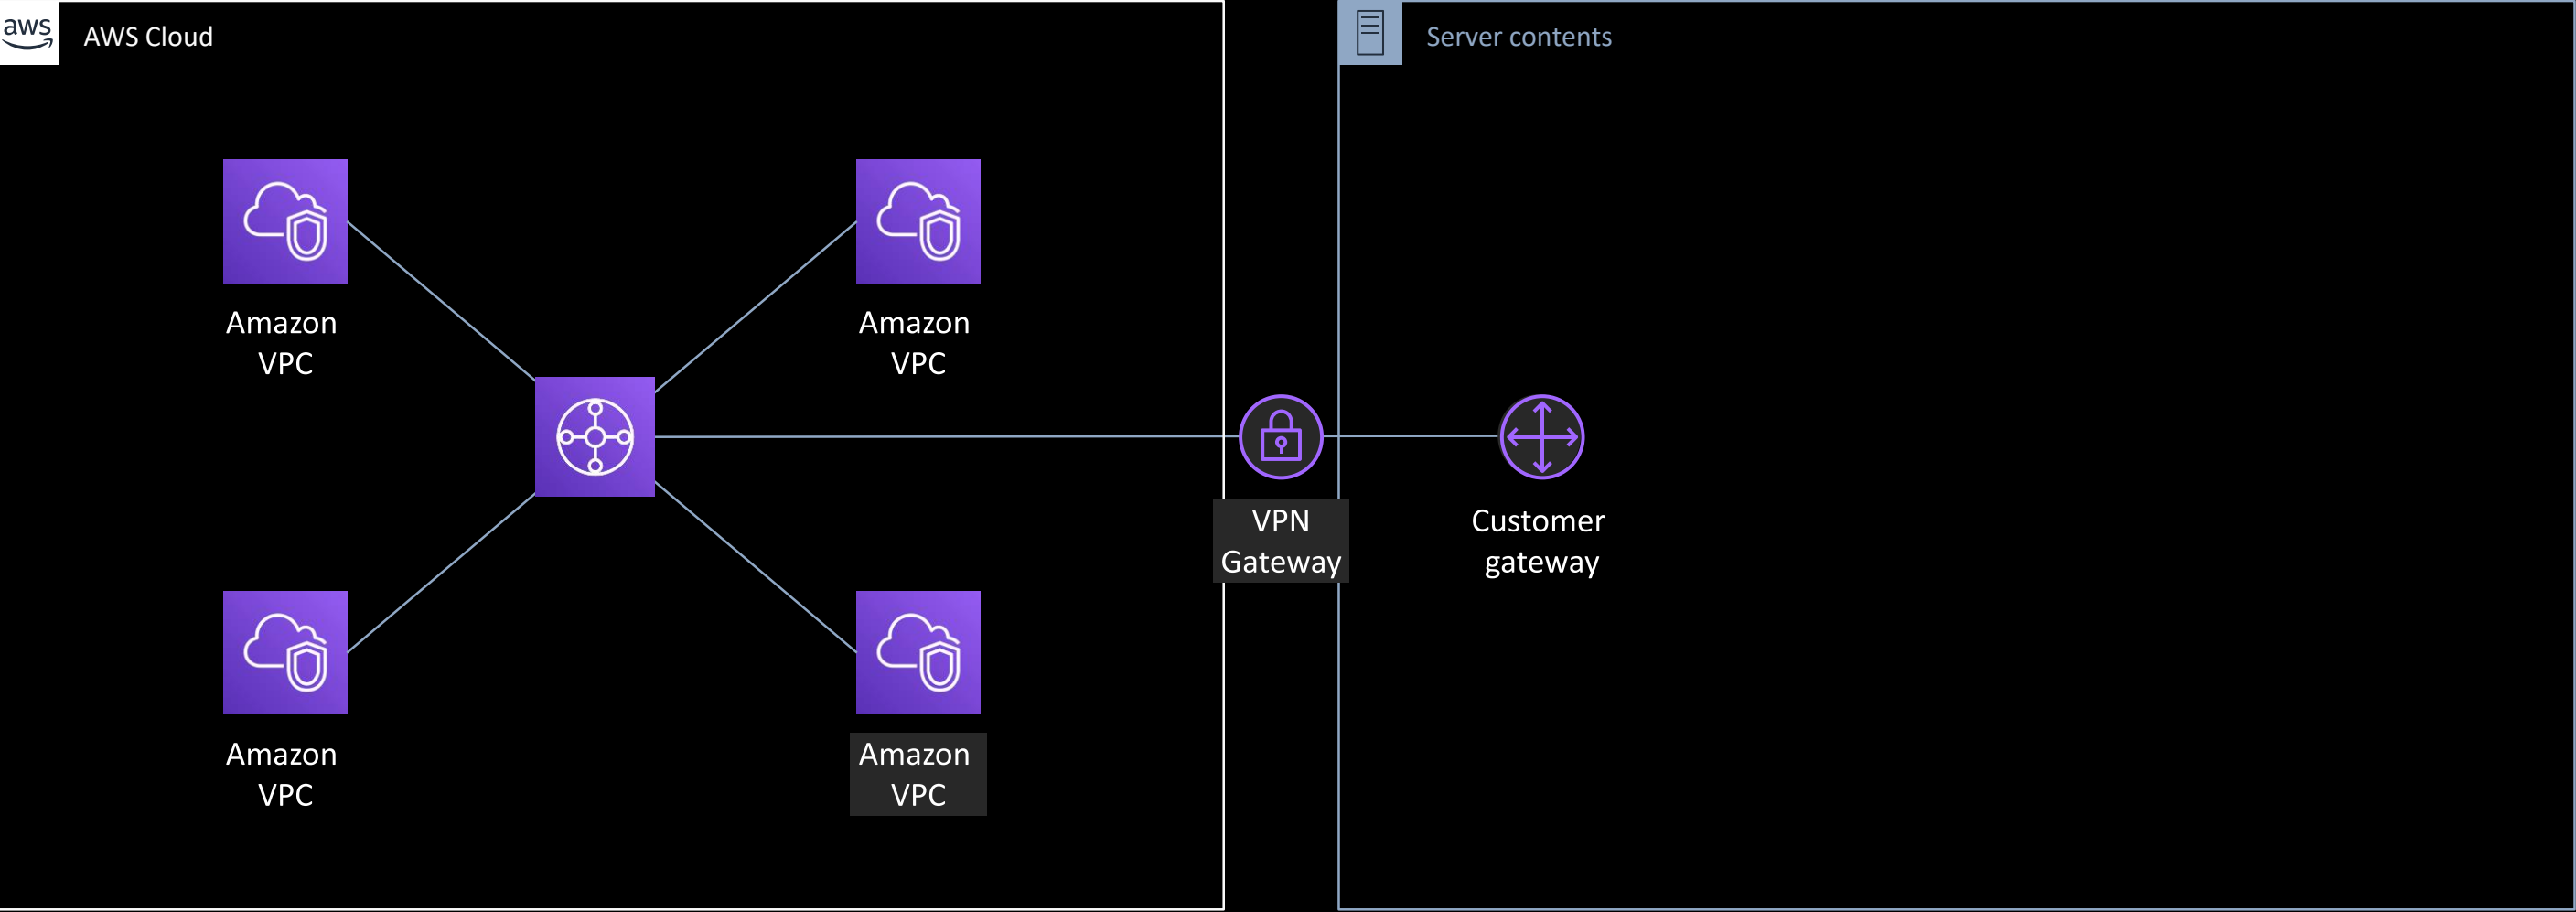 aws
AWS Cloud
Server contents
Amazon
VPC
Amazon
VPC
VPN
Gateway
Customer
gateway
Amazon
VPC
Amazon
VPC